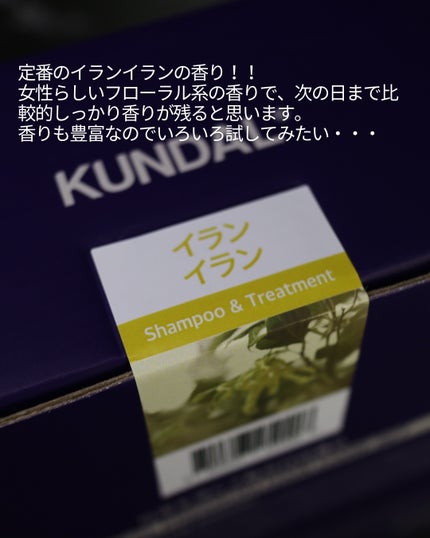 定番のイランイランの香り！！
女性らしいフローラル系の香りで、次の日まで比
較的しっかり香りが残ると思います。
香りも豊富なのでいろいろ試してみたい・・・
KUNDAL
イラン
イラン
Shampoo & Treatment